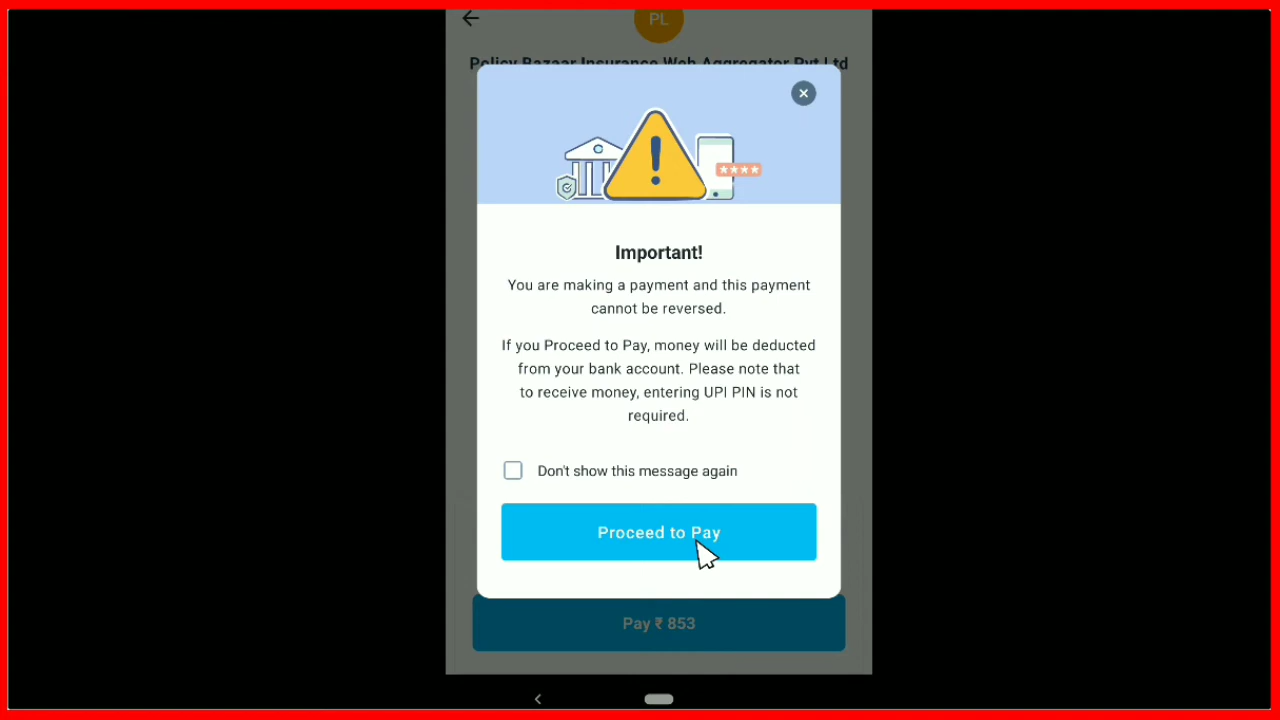 PL
Policy Bazaar Insurance Web Aggregator Pvt Ltd
Important!
You are making a payment and this payment
cannot be reversed.
If you Proceed to Pay, money will be deducted
from your bank account. Please note that
to receive money, entering UPI PIN is not
required.
Don't show this message again
Proceed to Pay
Pay ₹ 853